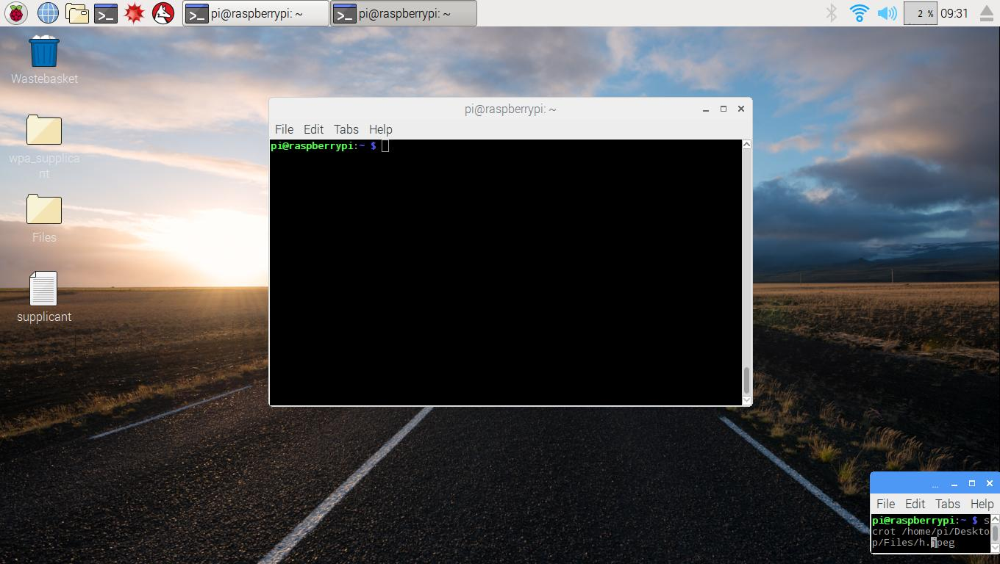 pi@raspberrypi: ~
pi@raspberrypi: ~
2 %
09:31
Wastebasket
wpa_supplica
nt
Files
supplicant
pi@raspberrypi: ~
File Edit Tabs Help
pi@raspberrypi:~ $
...
File Edit Tabs Help
pi@raspberrypi:~ $ s
crot /home/pi/Deskto
p/Files/h.jpeg